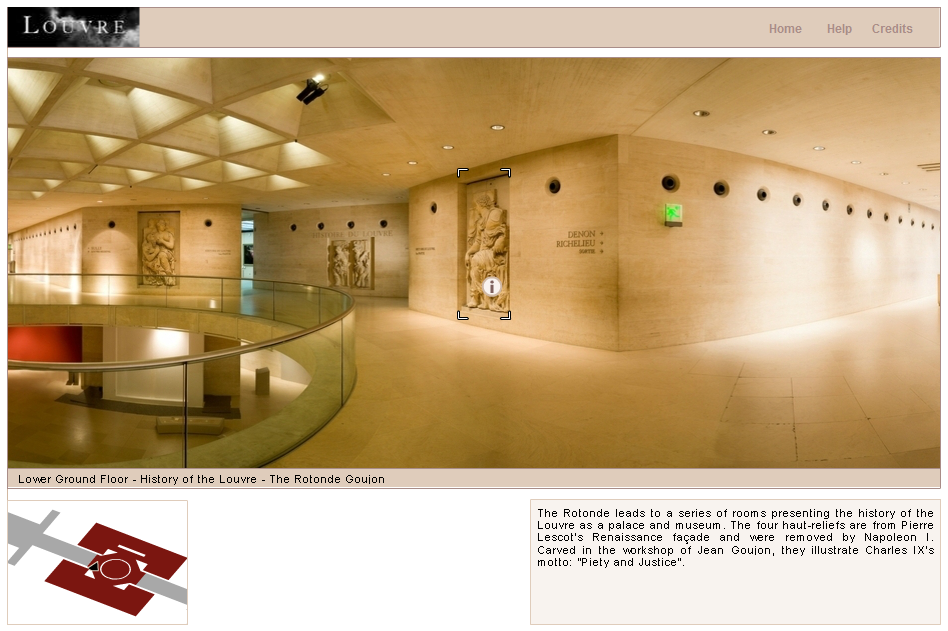 LOUVRE
Home Help Credits
HISTOIRE DU LOUVRE
DENON
RICHELIEU
Lower Ground Floor - History of the Louvre - The Rotonde Goujon
The Rotonde leads to a series of rooms presenting the history of the
Louvre as a palace and museum. The four haut-reliefs are from Pierre
Lescot's Renaissance façade and were removed by Napoleon I.
Carved in the workshop of Jean Goujon, they illustrate Charles IX's
motto: "Piety and Justice".